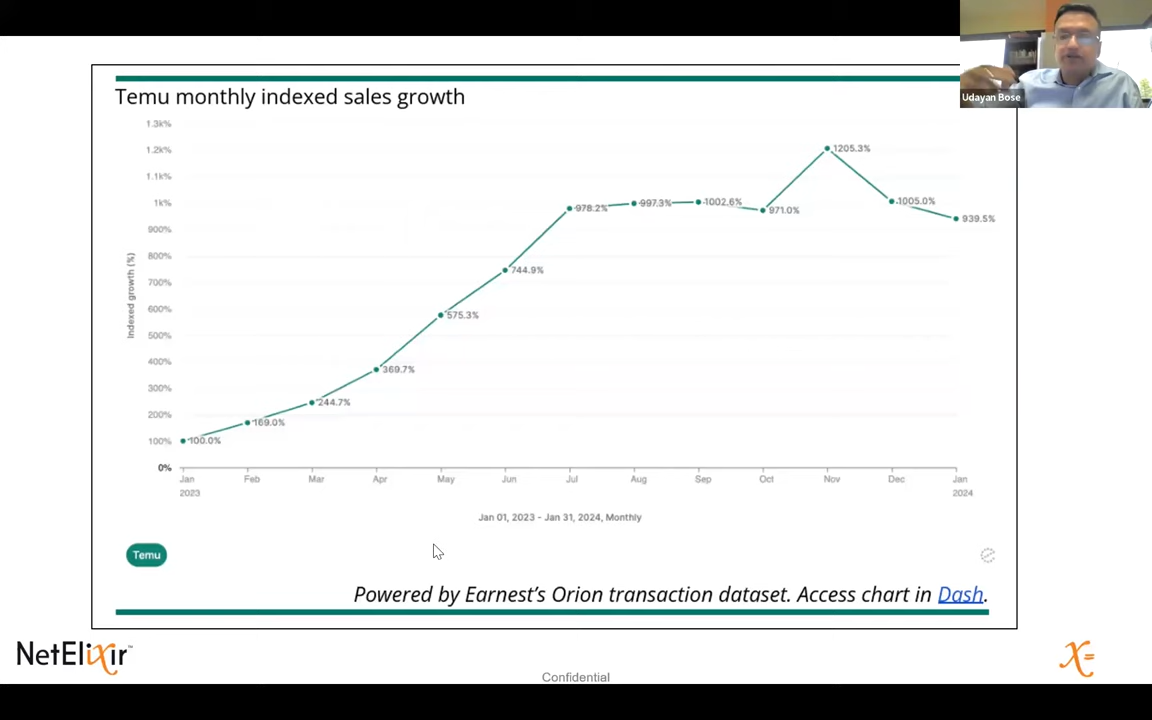 Udayan Bose
Temu monthly indexed sales growth
1.3k%
1.2k%
1.1k%
1k%
900%
800%
700%
600%
500%
400%
300%
200%
100%
0%
Indexed growth (%)
100.0%
169.0%
244.7%
369.7%
575.3%
744.9%
978.2%
997.3%
1002.6%
971.0%
1205.3%
1005.0%
939.5%
Jan Feb Mar Apr May Jun Jul Aug Sep Oct Nov Dec Jan
2023 2024
Jan 01, 2023 - Jan 31, 2024, Monthly
Temu
Powered by Earnest's Orion transaction dataset. Access chart in Dash.
NetElixir™
X=
Confidential